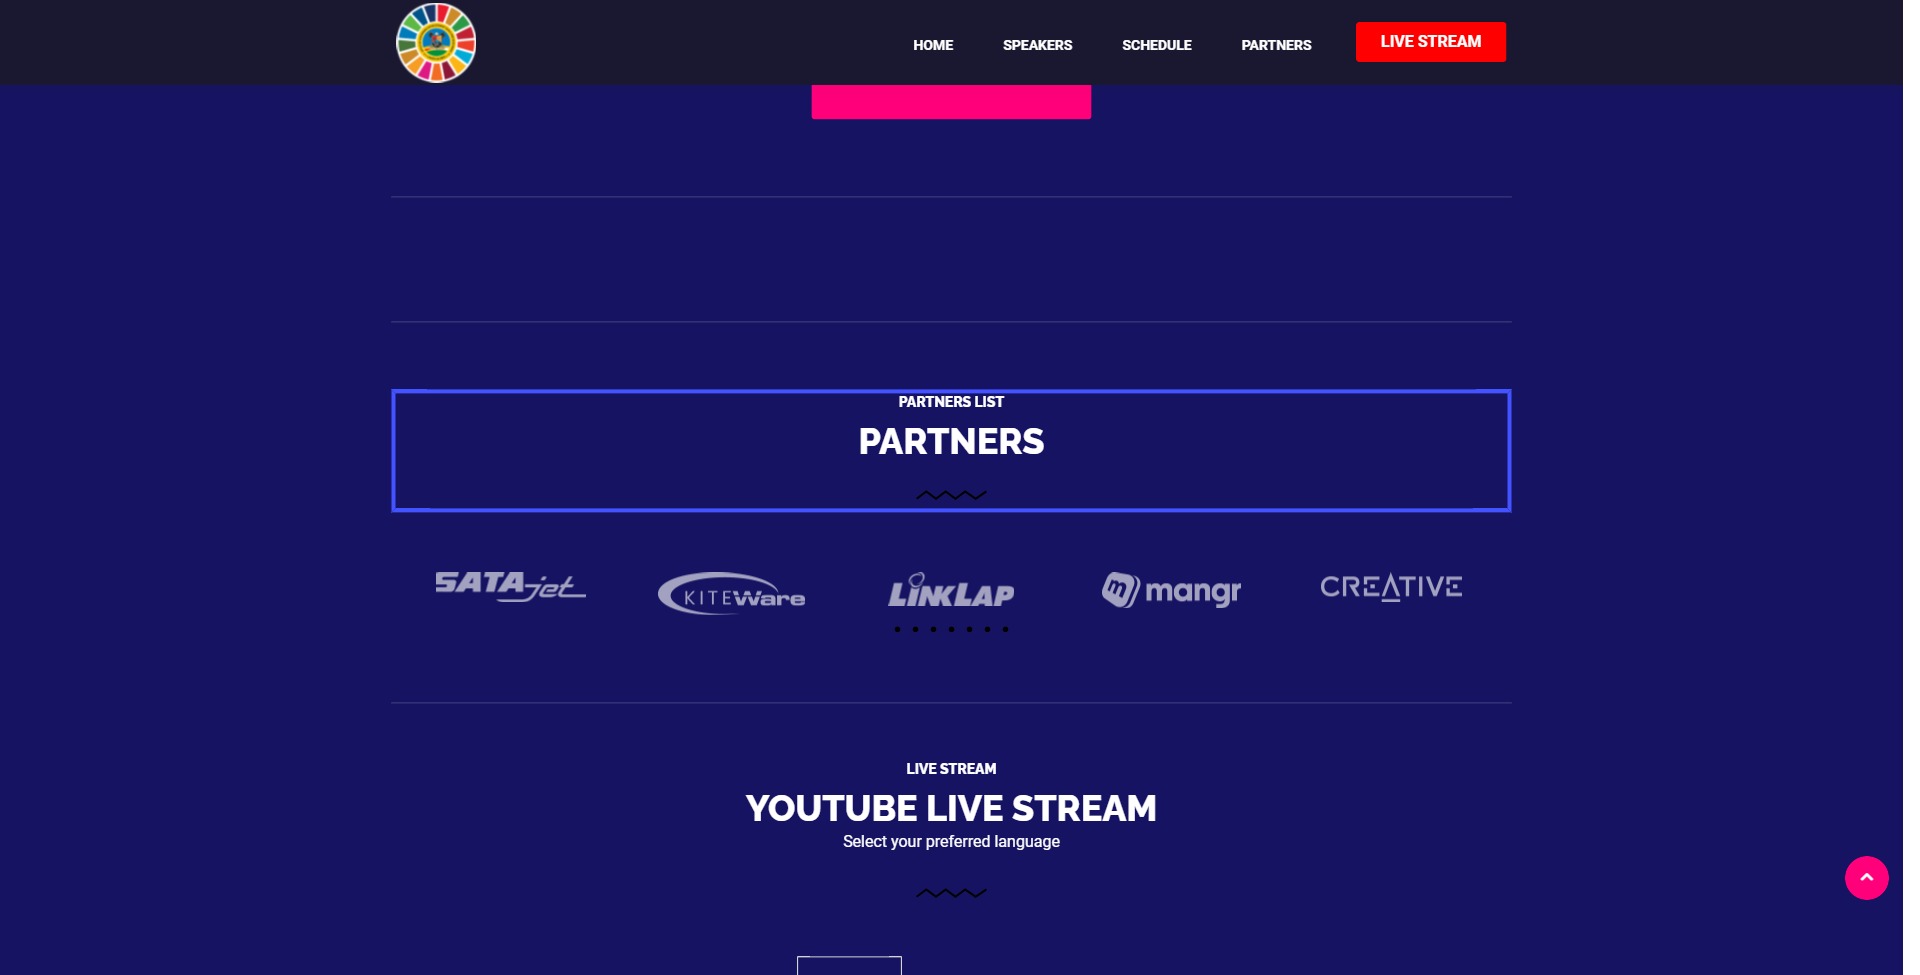 HOME SPEAKERS SCHEDULE PARTNERS LIVE STREAM
PARTNERS LIST
PARTNERS
SATAjet KITEWare LINKLAP m mangr CREATIVE
LIVE STREAM
YOUTUBE LIVE STREAM
Select your preferred language